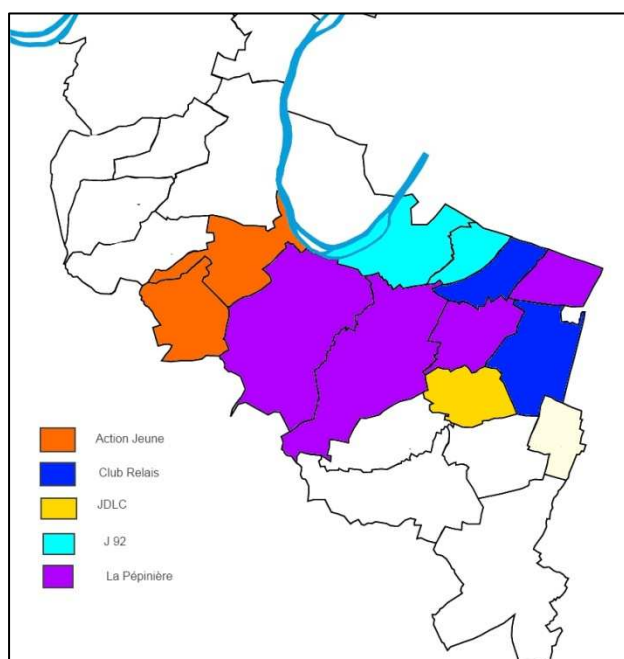 Action Jeune
Club Relais
JDLC
J 92
La Pépinière